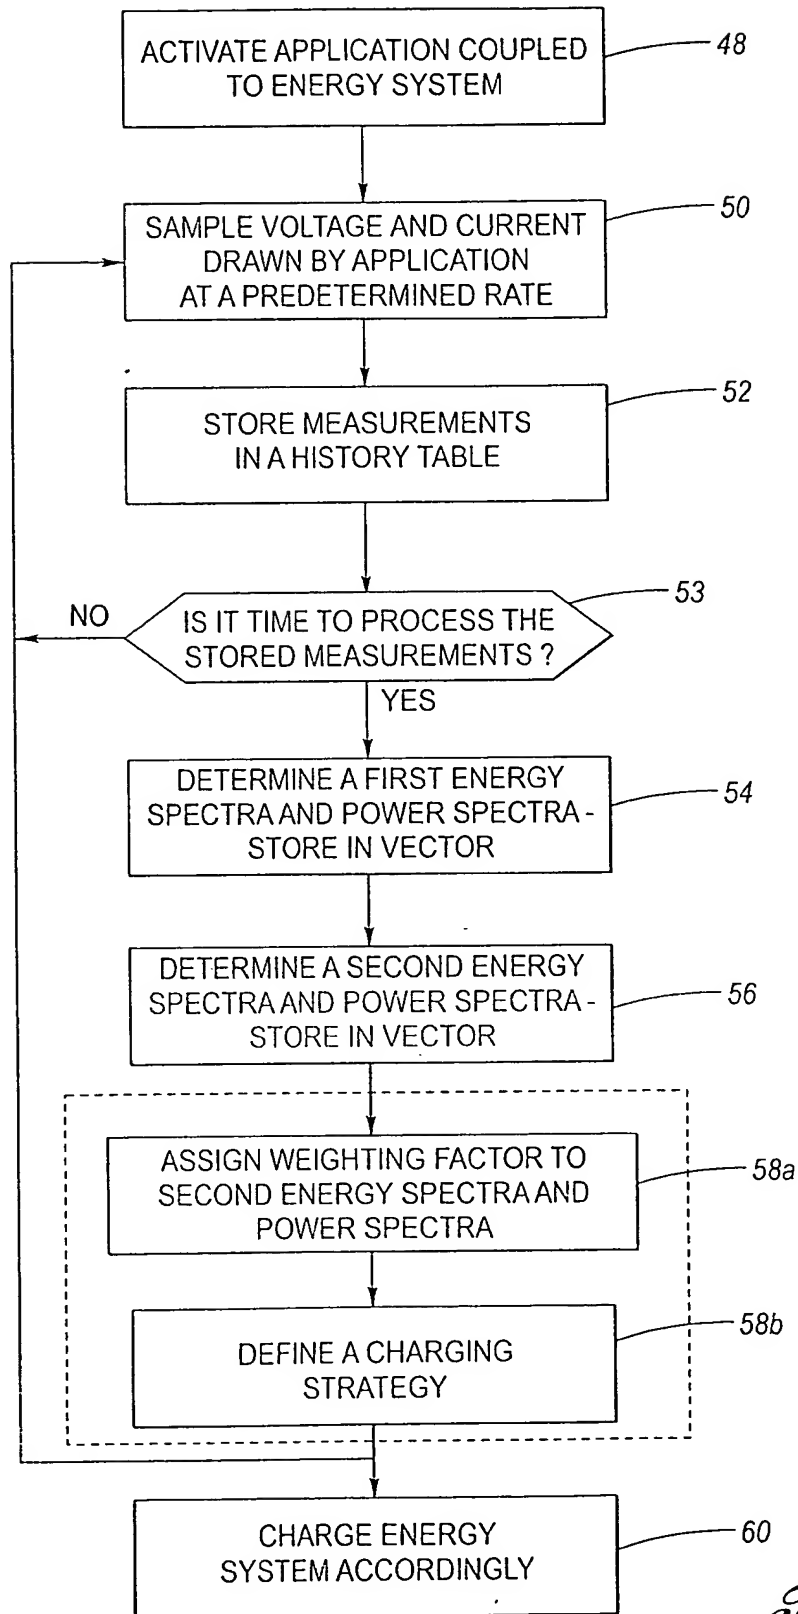 ACTIVATE APPLICATION COUPLED
TO ENERGY SYSTEM
48
SAMPLE VOLTAGE AND CURRENT
DRAWN BY APPLICATION
AT A PREDETERMINED RATE
50
STORE MEASUREMENTS
IN A HISTORY TABLE
52
IS IT TIME TO PROCESS THE
STORED MEASUREMENTS ?
53
NO
YES
DETERMINE A FIRST ENERGY
SPECTRA AND POWER SPECTRA -
STORE IN VECTOR
54
DETERMINE A SECOND ENERGY
SPECTRA AND POWER SPECTRA -
STORE IN VECTOR
56
ASSIGN WEIGHTING FACTOR TO
SECOND ENERGY SPECTRA AND
POWER SPECTRA
58a
DEFINE A CHARGING
STRATEGY
58b
CHARGE ENERGY
SYSTEM ACCORDINGLY
60